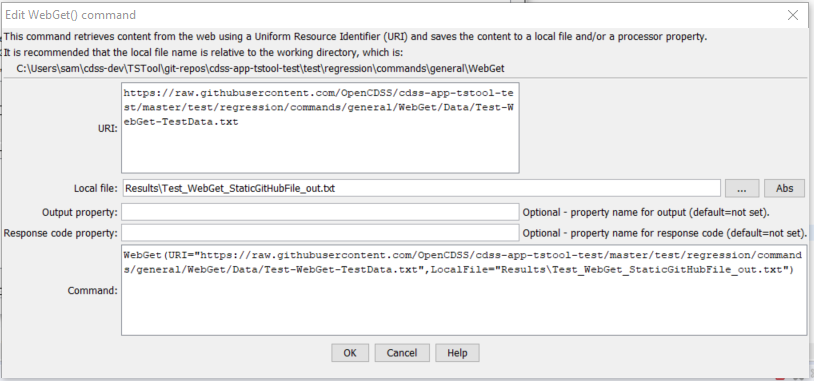 Edit WebGet() command
This command retrieves content from the web using a Uniform Resource Identifier (URI) and saves the content to a local file and/or a processor property.
It is recommended that the local file name is relative to the working directory, which is:
C:\Users\sam\cdss-dev\TSTool\git-repos\cdss-app-tstool-test\test\regression\commands\general\WebGet
URI:
https://raw.githubusercontent.com/OpenCDSS/cdss-app-tstool-te
st/master/test/regression/commands/general/WebGet/Data/Test-W
ebGet-TestData.txt
Local file: Results\Test_WebGet_StaticGitHubFile_out.txt ... Abs
Output property: Optional - property name for output (default=not set).
Response code property: Optional - property name for response code (default=not set).
Command:
WebGet(URI="https://raw.githubusercontent.com/OpenCDSS/cdss-app-tstool-test/master/test/regression/command
s/general/WebGet/Data/Test-WebGet-TestData.txt",LocalFile="Results\Test_WebGet_StaticGitHubFile_out.txt")
OK Cancel Help